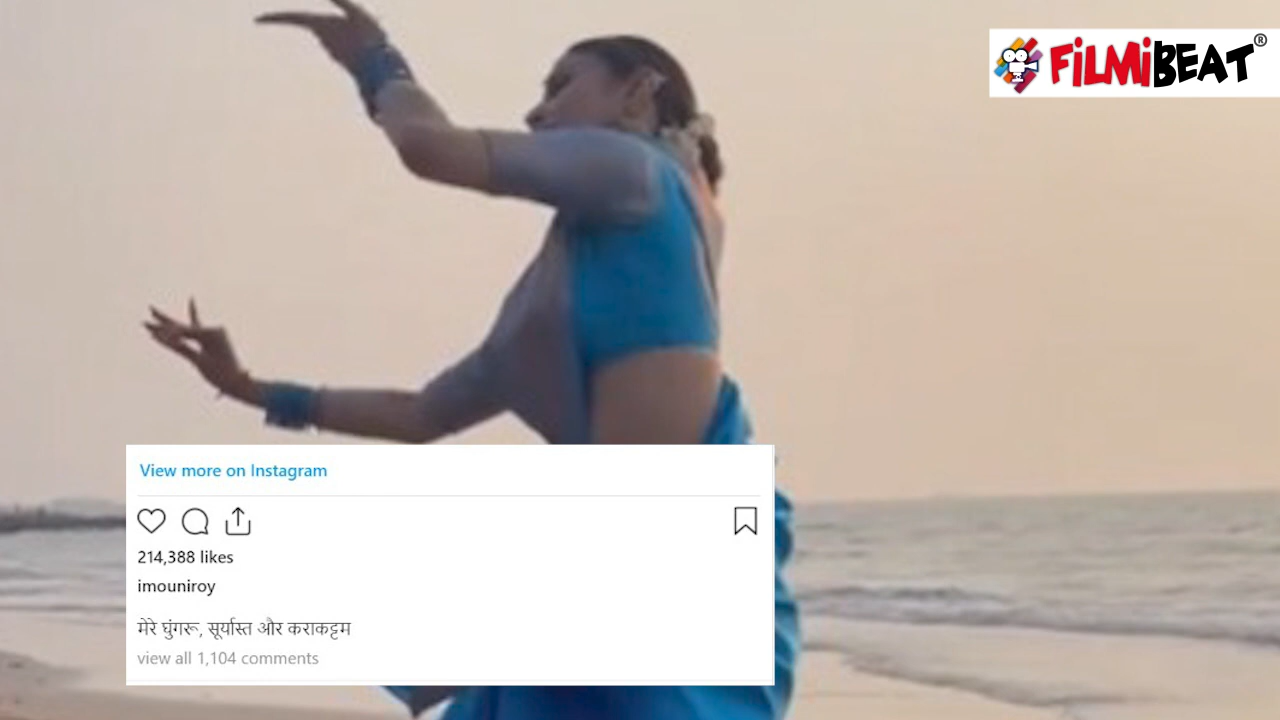 FILMiBEAT®
View more on Instagram
214,388 likes
imouniroy
मेरे घुंगरू, सूर्यास्त और कराकट्टम
view all 1,104 comments